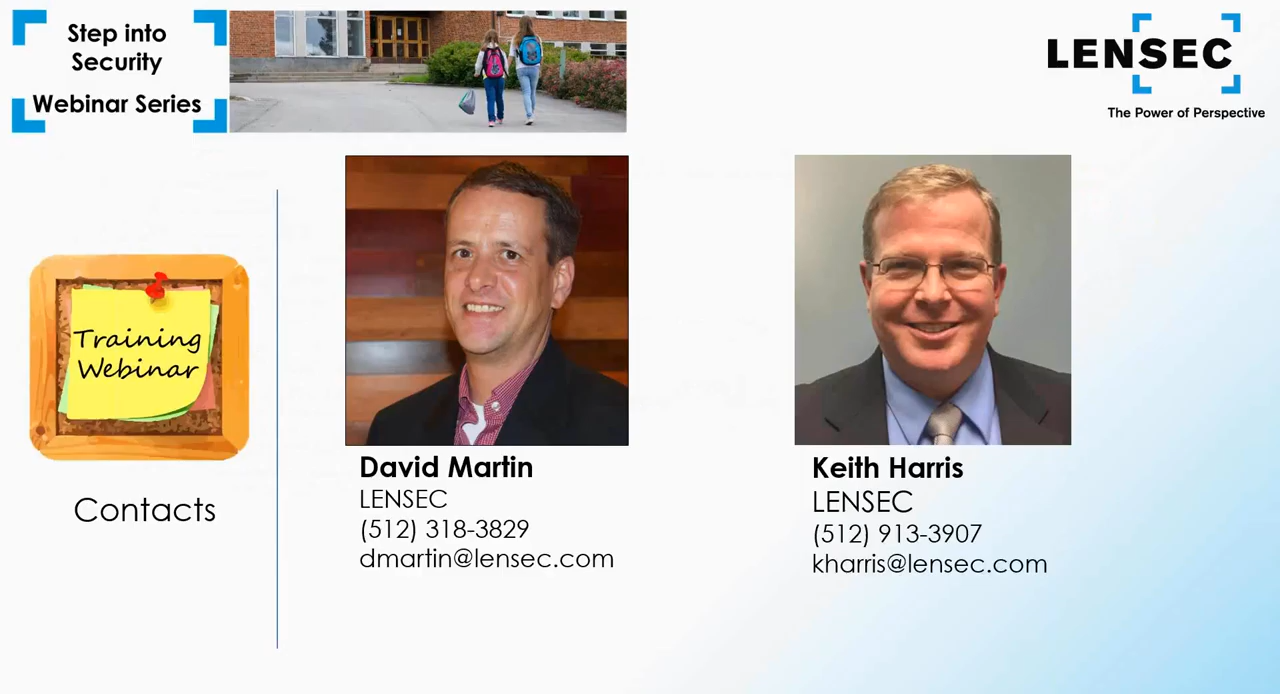 Step into
Security
Webinar Series
LENSEC
The Power of Perspective
Training
Webinar
Contacts
David Martin
LENSEC
(512) 318-3829
dmartin@lensec.com
Keith Harris
LENSEC
(512) 913-3907
kharris@lensec.com